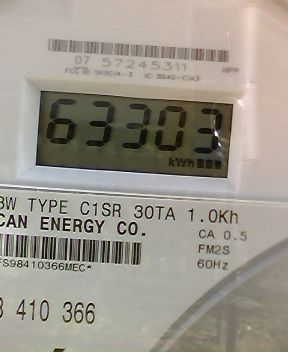 07 57245311
63303
kWh
3W TYPE C1SR 30TA 1.0Kh
CAN ENERGY CO.
CA 0.5
FM2S
60Hz
FS98410366MEC*
3 410 366